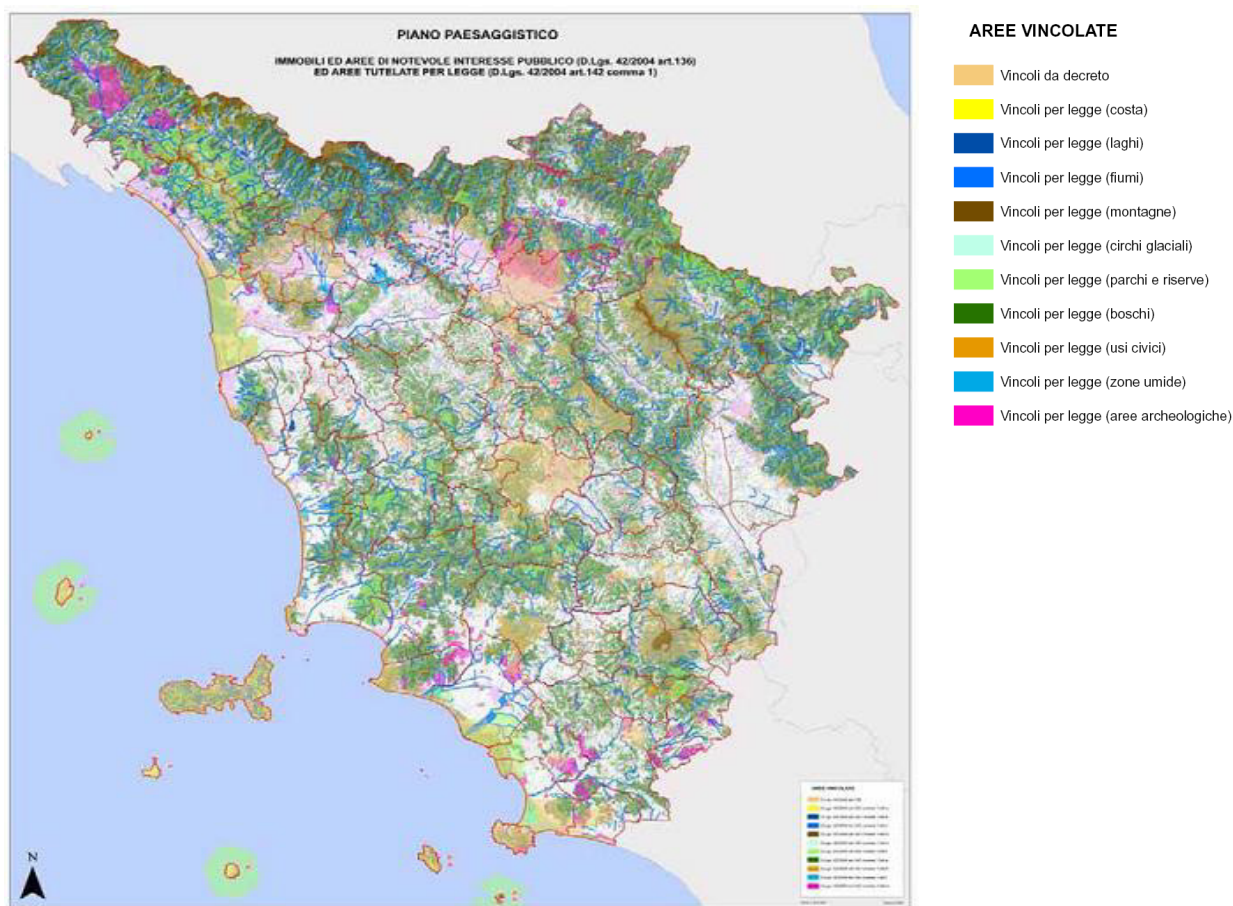 PIANO PAESAGGISTICO
IMMOBILI ED AREE DI NOTEVOLE INTERESSE PUBBLICO (D.Lgs. 42/2004 art.136)
ED AREE TUTELATE PER LEGGE (D.Lgs. 42/2004 art.142 comma 1)
N
AREE VINCOLATE
AREE VINCOLATE
Vincoli da decreto
Vincoli per legge (costa)
Vincoli per legge (laghi)
Vincoli per legge (fiumi)
Vincoli per legge (montagne)
Vincoli per legge (circhi glaciali)
Vincoli per legge (parchi e riserve)
Vincoli per legge (boschi)
Vincoli per legge (usi civici)
Vincoli per legge (zone umide)
Vincoli per legge (aree archeologiche)